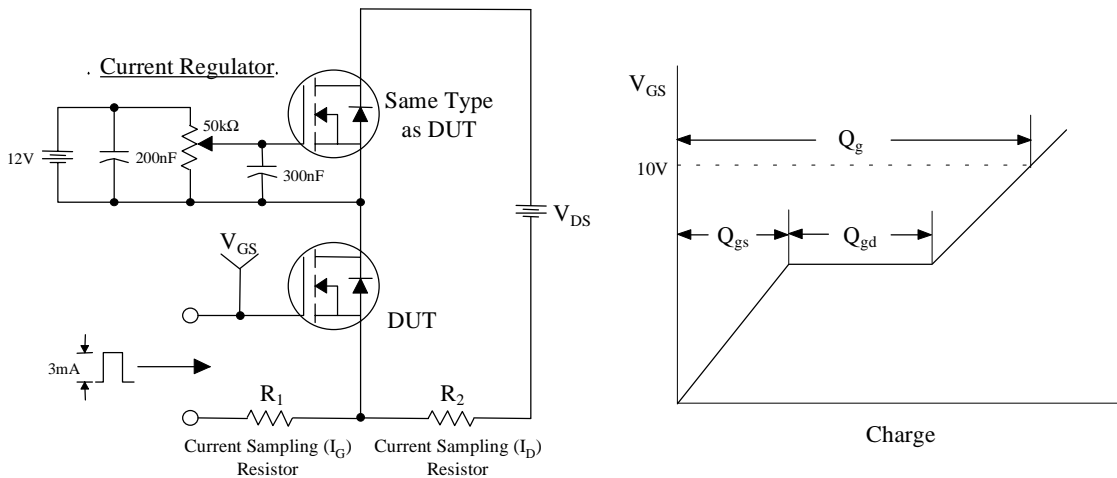 . Current Regulator.
12V
200nF
50kΩ
300nF
Same Type
as DUT
V_DS
V_GS
DUT
3mA
R_1
R_2
Current Sampling (I_G)
Resistor
Current Sampling (I_D)
Resistor
V_GS
10V
Q_g
Q_gs
Q_gd
Charge